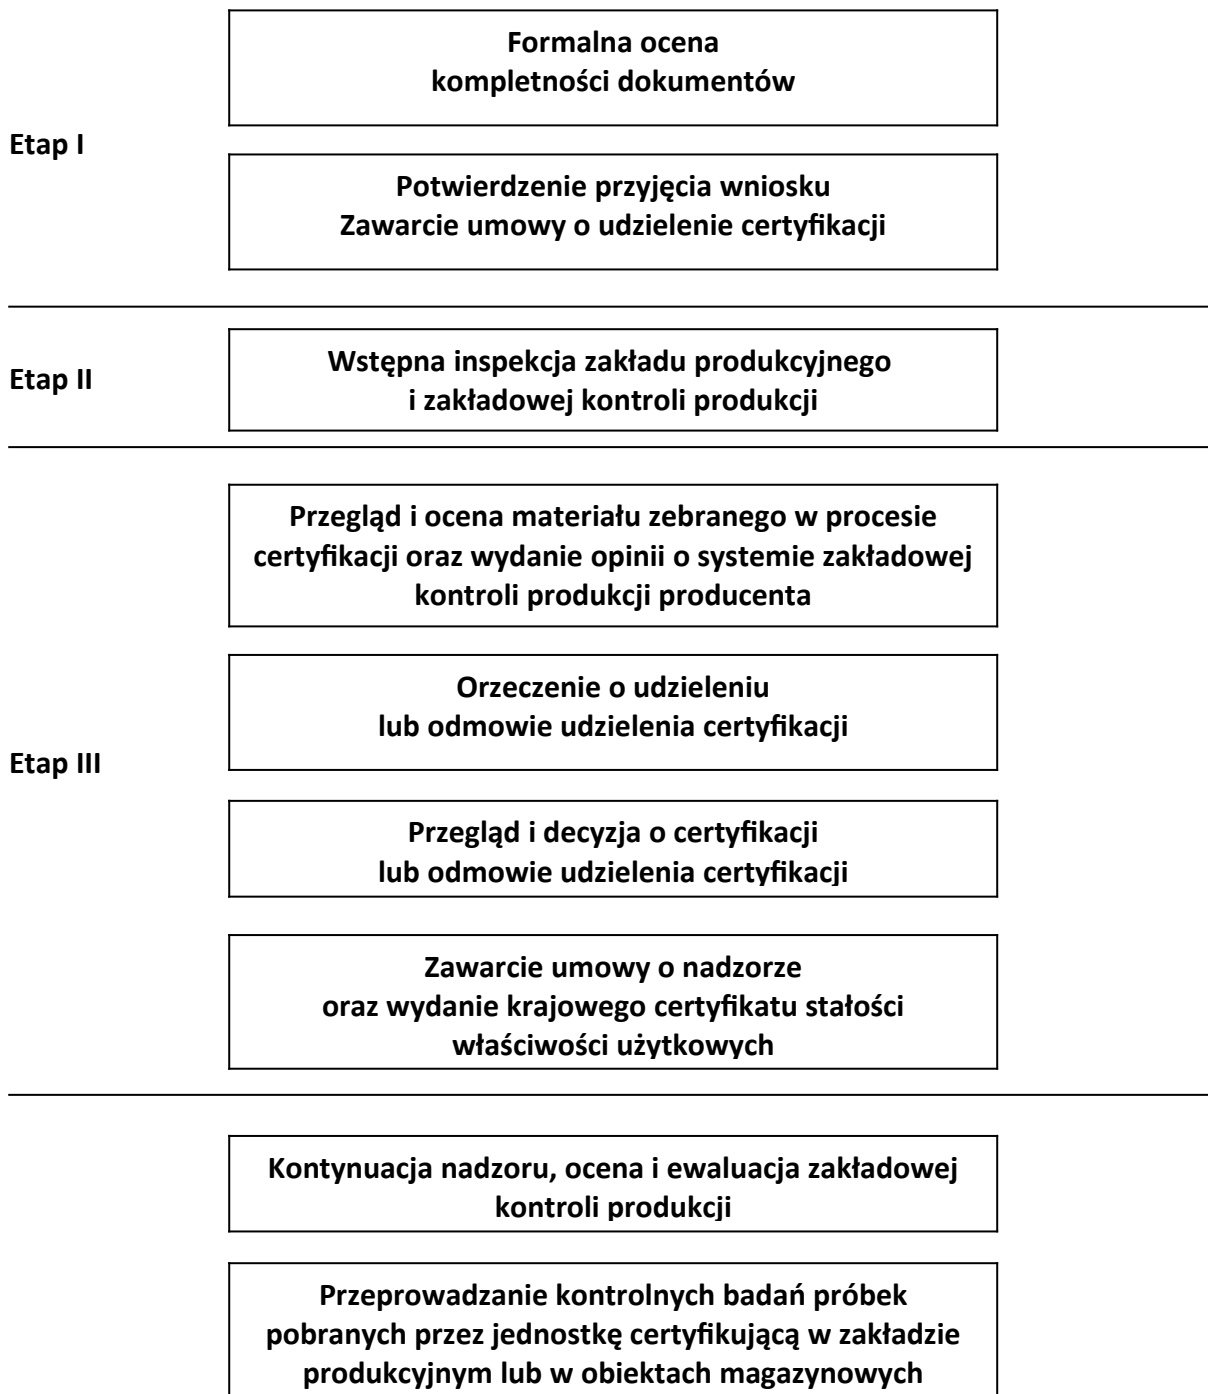 Formalna ocena
kompletności dokumentów
Etap I
Potwierdzenie przyjęcia wniosku
Zawarcie umowy o udzielenie certyfikacji
Etap II
Wstępna inspekcja zakładu produkcyjnego
i zakładowej kontroli produkcji
Przegląd i ocena materiału zebranego w procesie
certyfikacji oraz wydanie opinii o systemie zakładowej
kontroli produkcji producenta
Orzeczenie o udzieleniu
lub odmowie udzielenia certyfikacji
Etap III
Przegląd i decyzja o certyfikacji
lub odmowie udzielenia certyfikacji
Zawarcie umowy o nadzorze
oraz wydanie krajowego certyfikatu stałości
właściwości użytkowych
Kontynuacja nadzoru, ocena i ewaluacja zakładowej
kontroli produkcji
Przeprowadzanie kontrolnych badań próbek
pobranych przez jednostkę certyfikującą w zakładzie
produkcyjnym lub w obiektach magazynowych